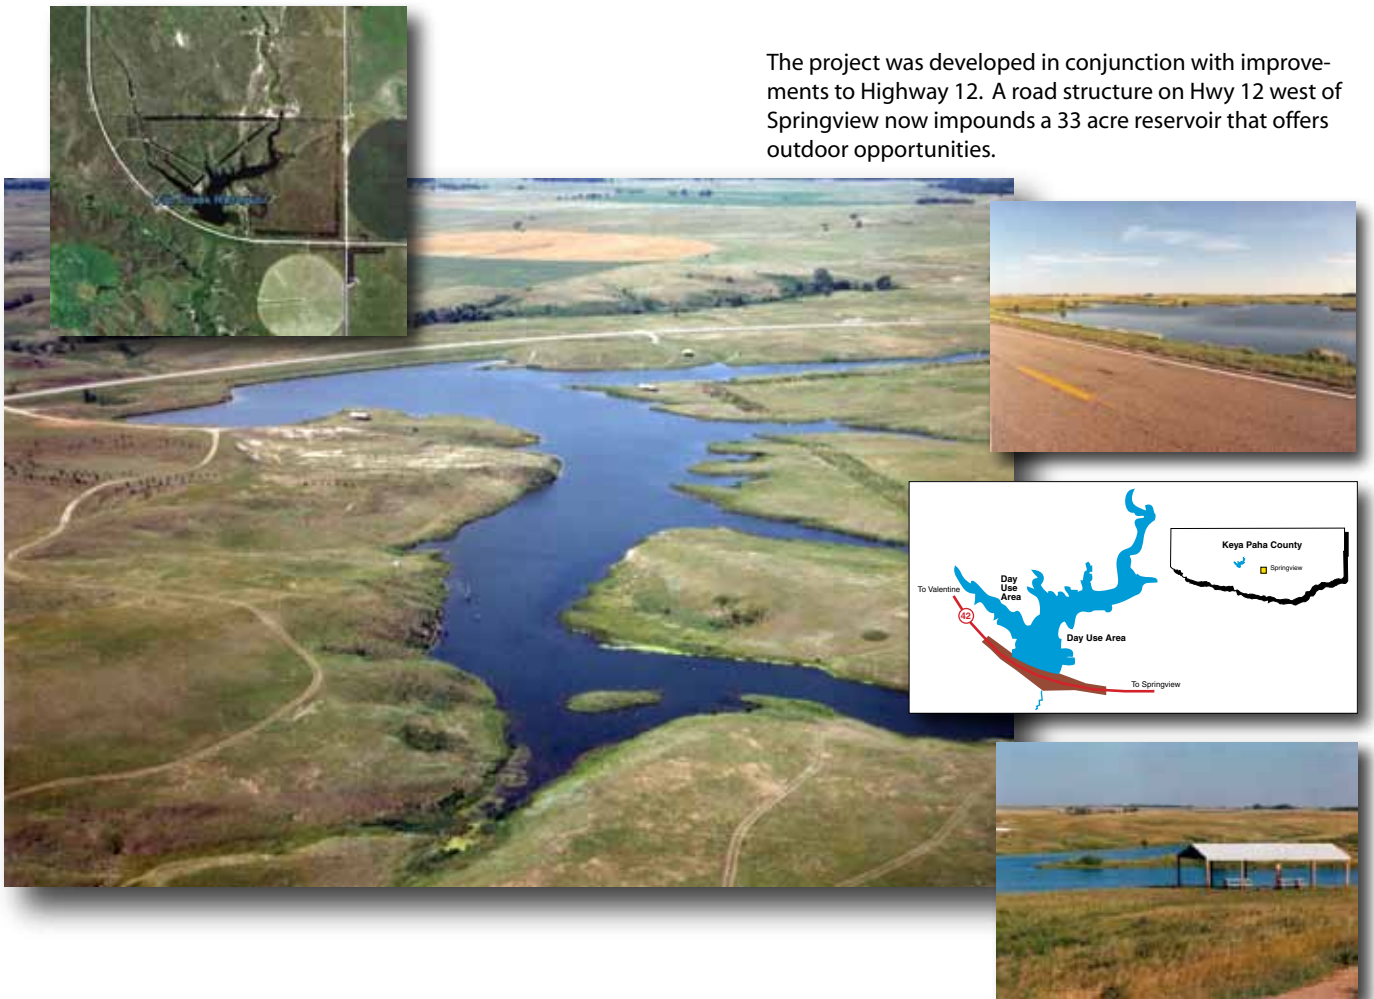 The project was developed in conjunction with improve-
ments to Highway 12. A road structure on Hwy 12 west of
Springview now impounds a 33 acre reservoir that offers
outdoor opportunities.
Keya Paha County
Springview
Day
Use
Area
To Valentine
42
Day Use Area
To Springview